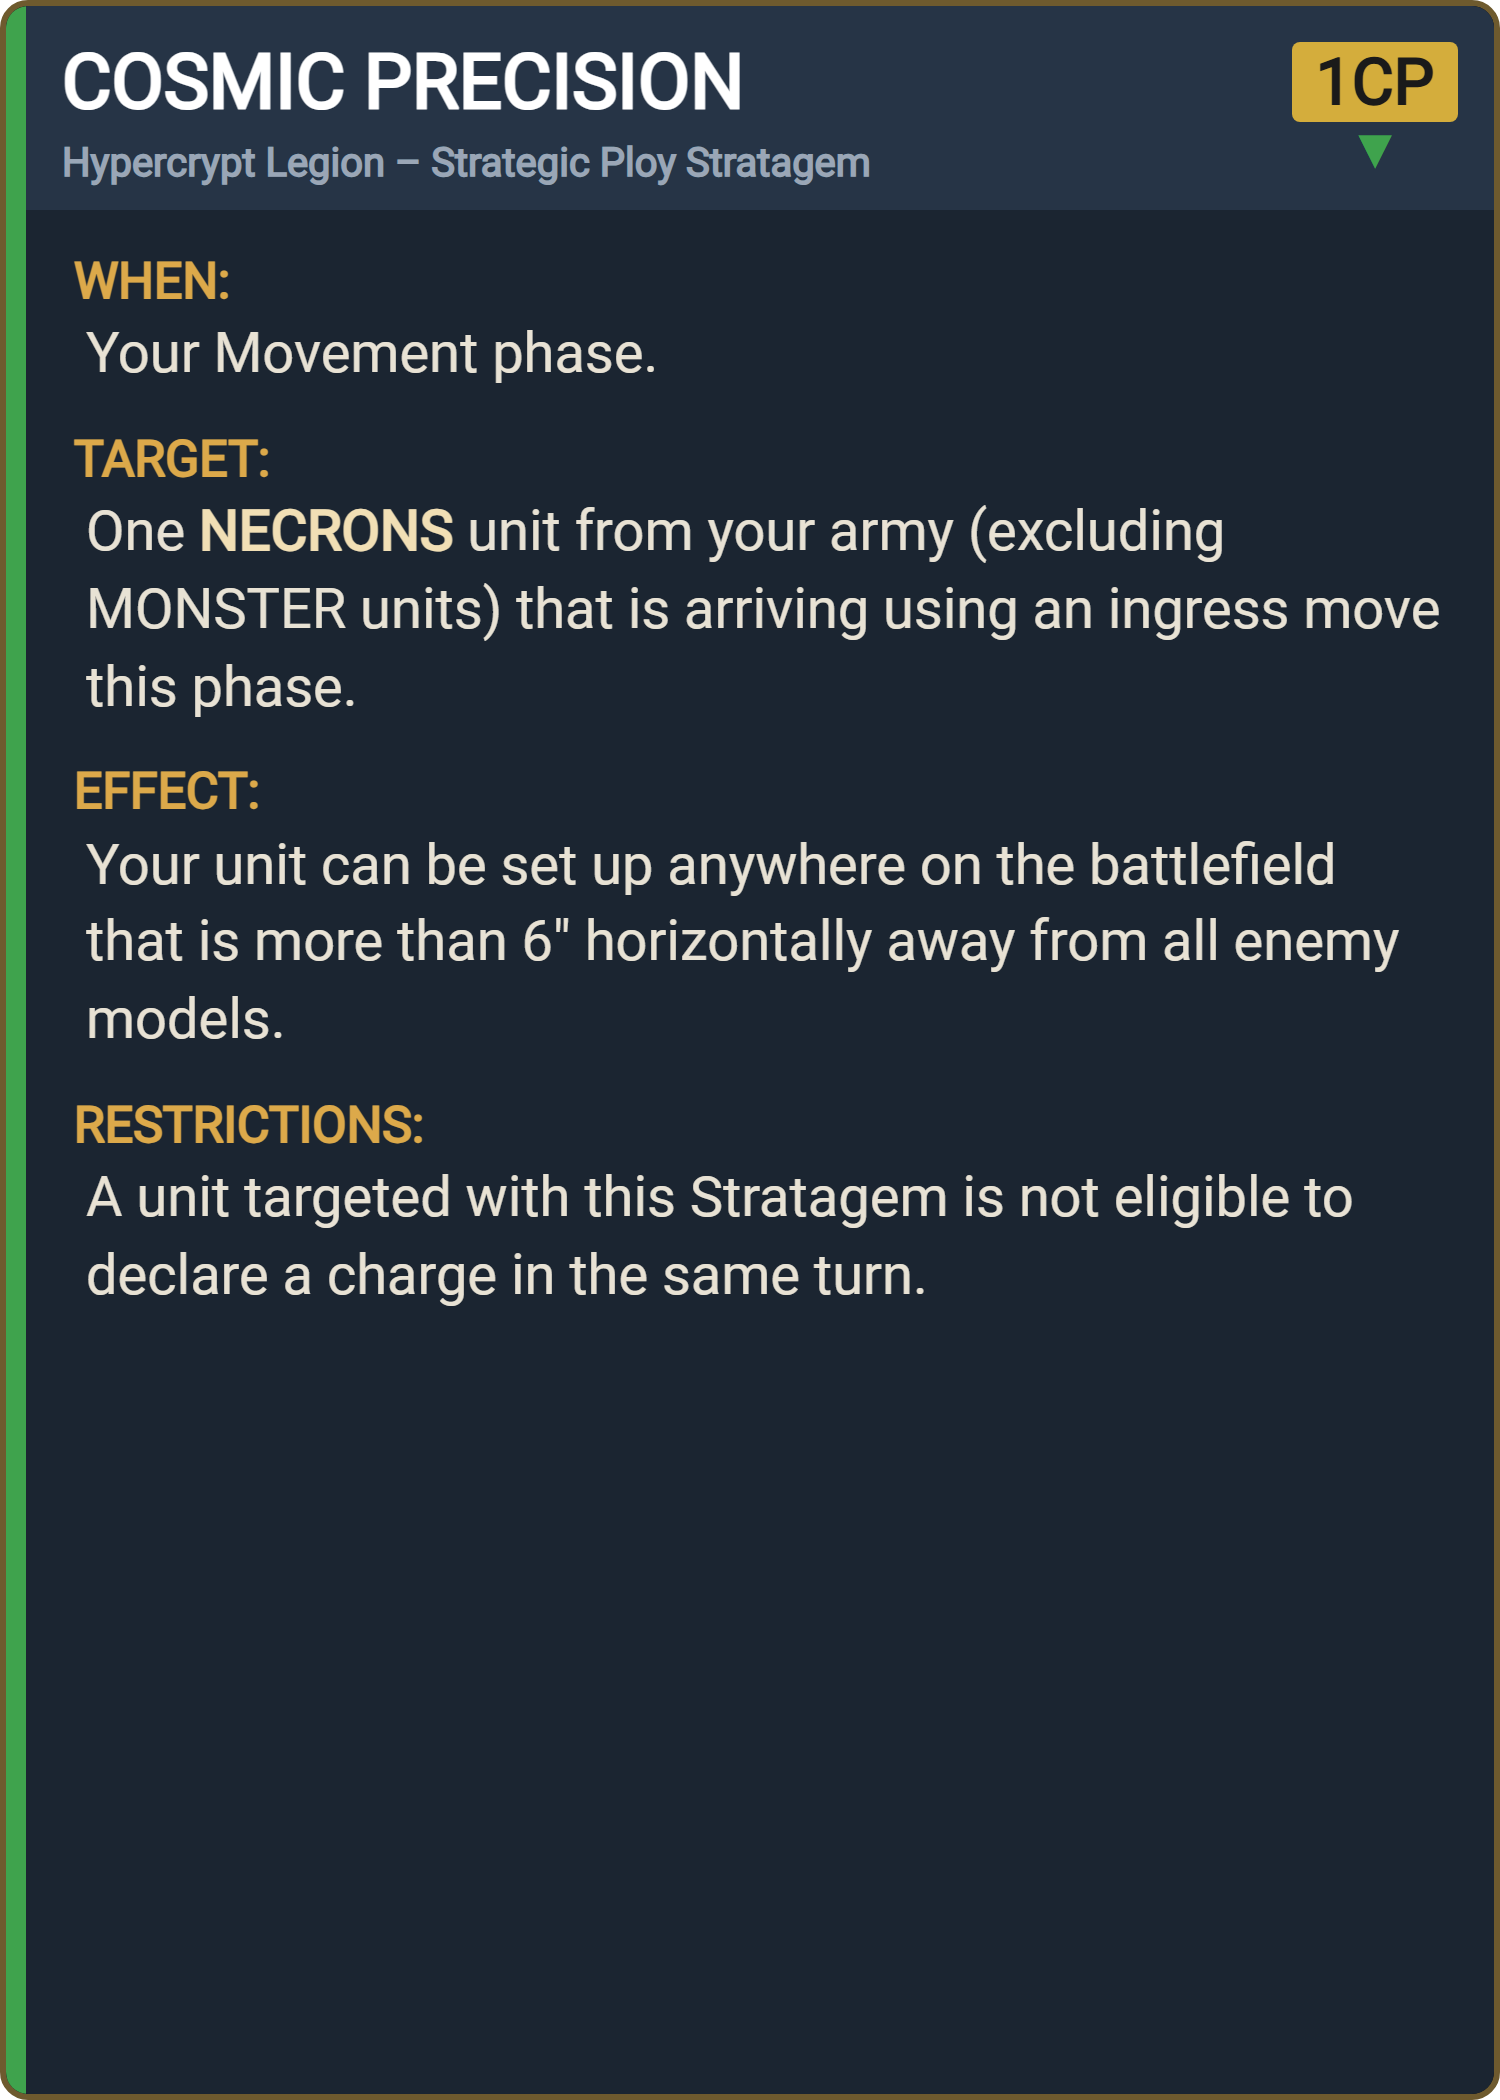 COSMIC PRECISION
1CP
Hypercrypt Legion – Strategic Ploy Stratagem
WHEN:
Your Movement phase.
TARGET:
One NECRONS unit from your army (excluding
MONSTER units) that is arriving using an ingress move
this phase.
EFFECT:
Your unit can be set up anywhere on the battlefield
that is more than 6" horizontally away from all enemy
models.
RESTRICTIONS:
A unit targeted with this Stratagem is not eligible to
declare a charge in the same turn.